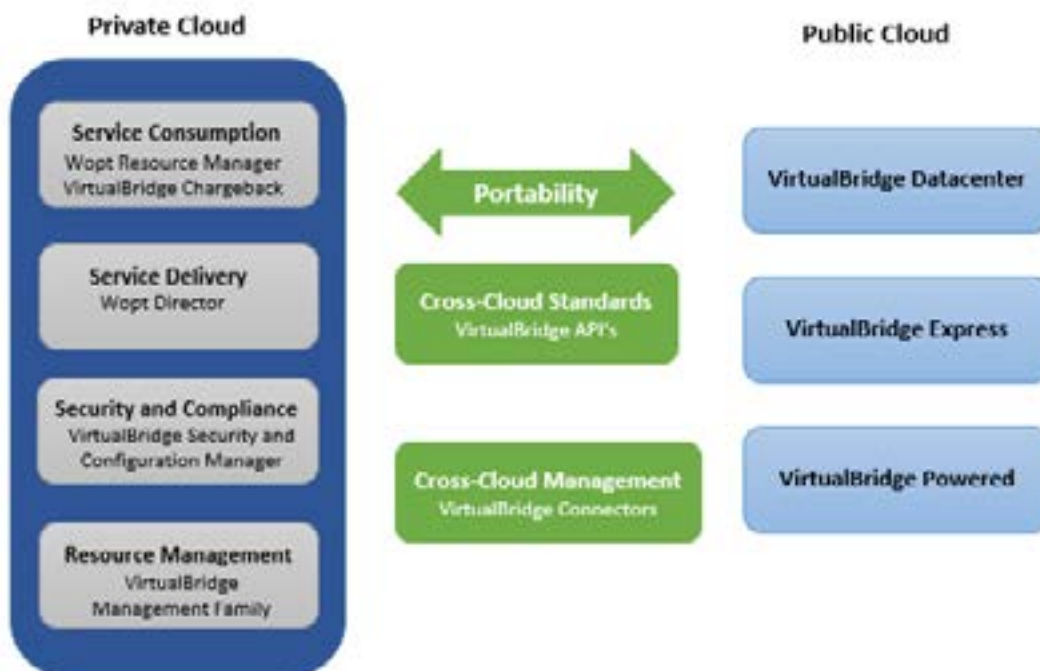 Private Cloud
Service Consumption
Wopt Resource Manager
VirtualBridge Chargeback
Service Delivery
Wopt Director
Security and Compliance
VirtualBridge Security and
Configuration Manager
Resource Management
VirtualBridge
Management Family
Portability
Cross-Cloud Standards
VirtualBridge API's
Cross-Cloud Management
VirtualBridge Connectors
Public Cloud
VirtualBridge Datacenter
VirtualBridge Express
VirtualBridge Powered